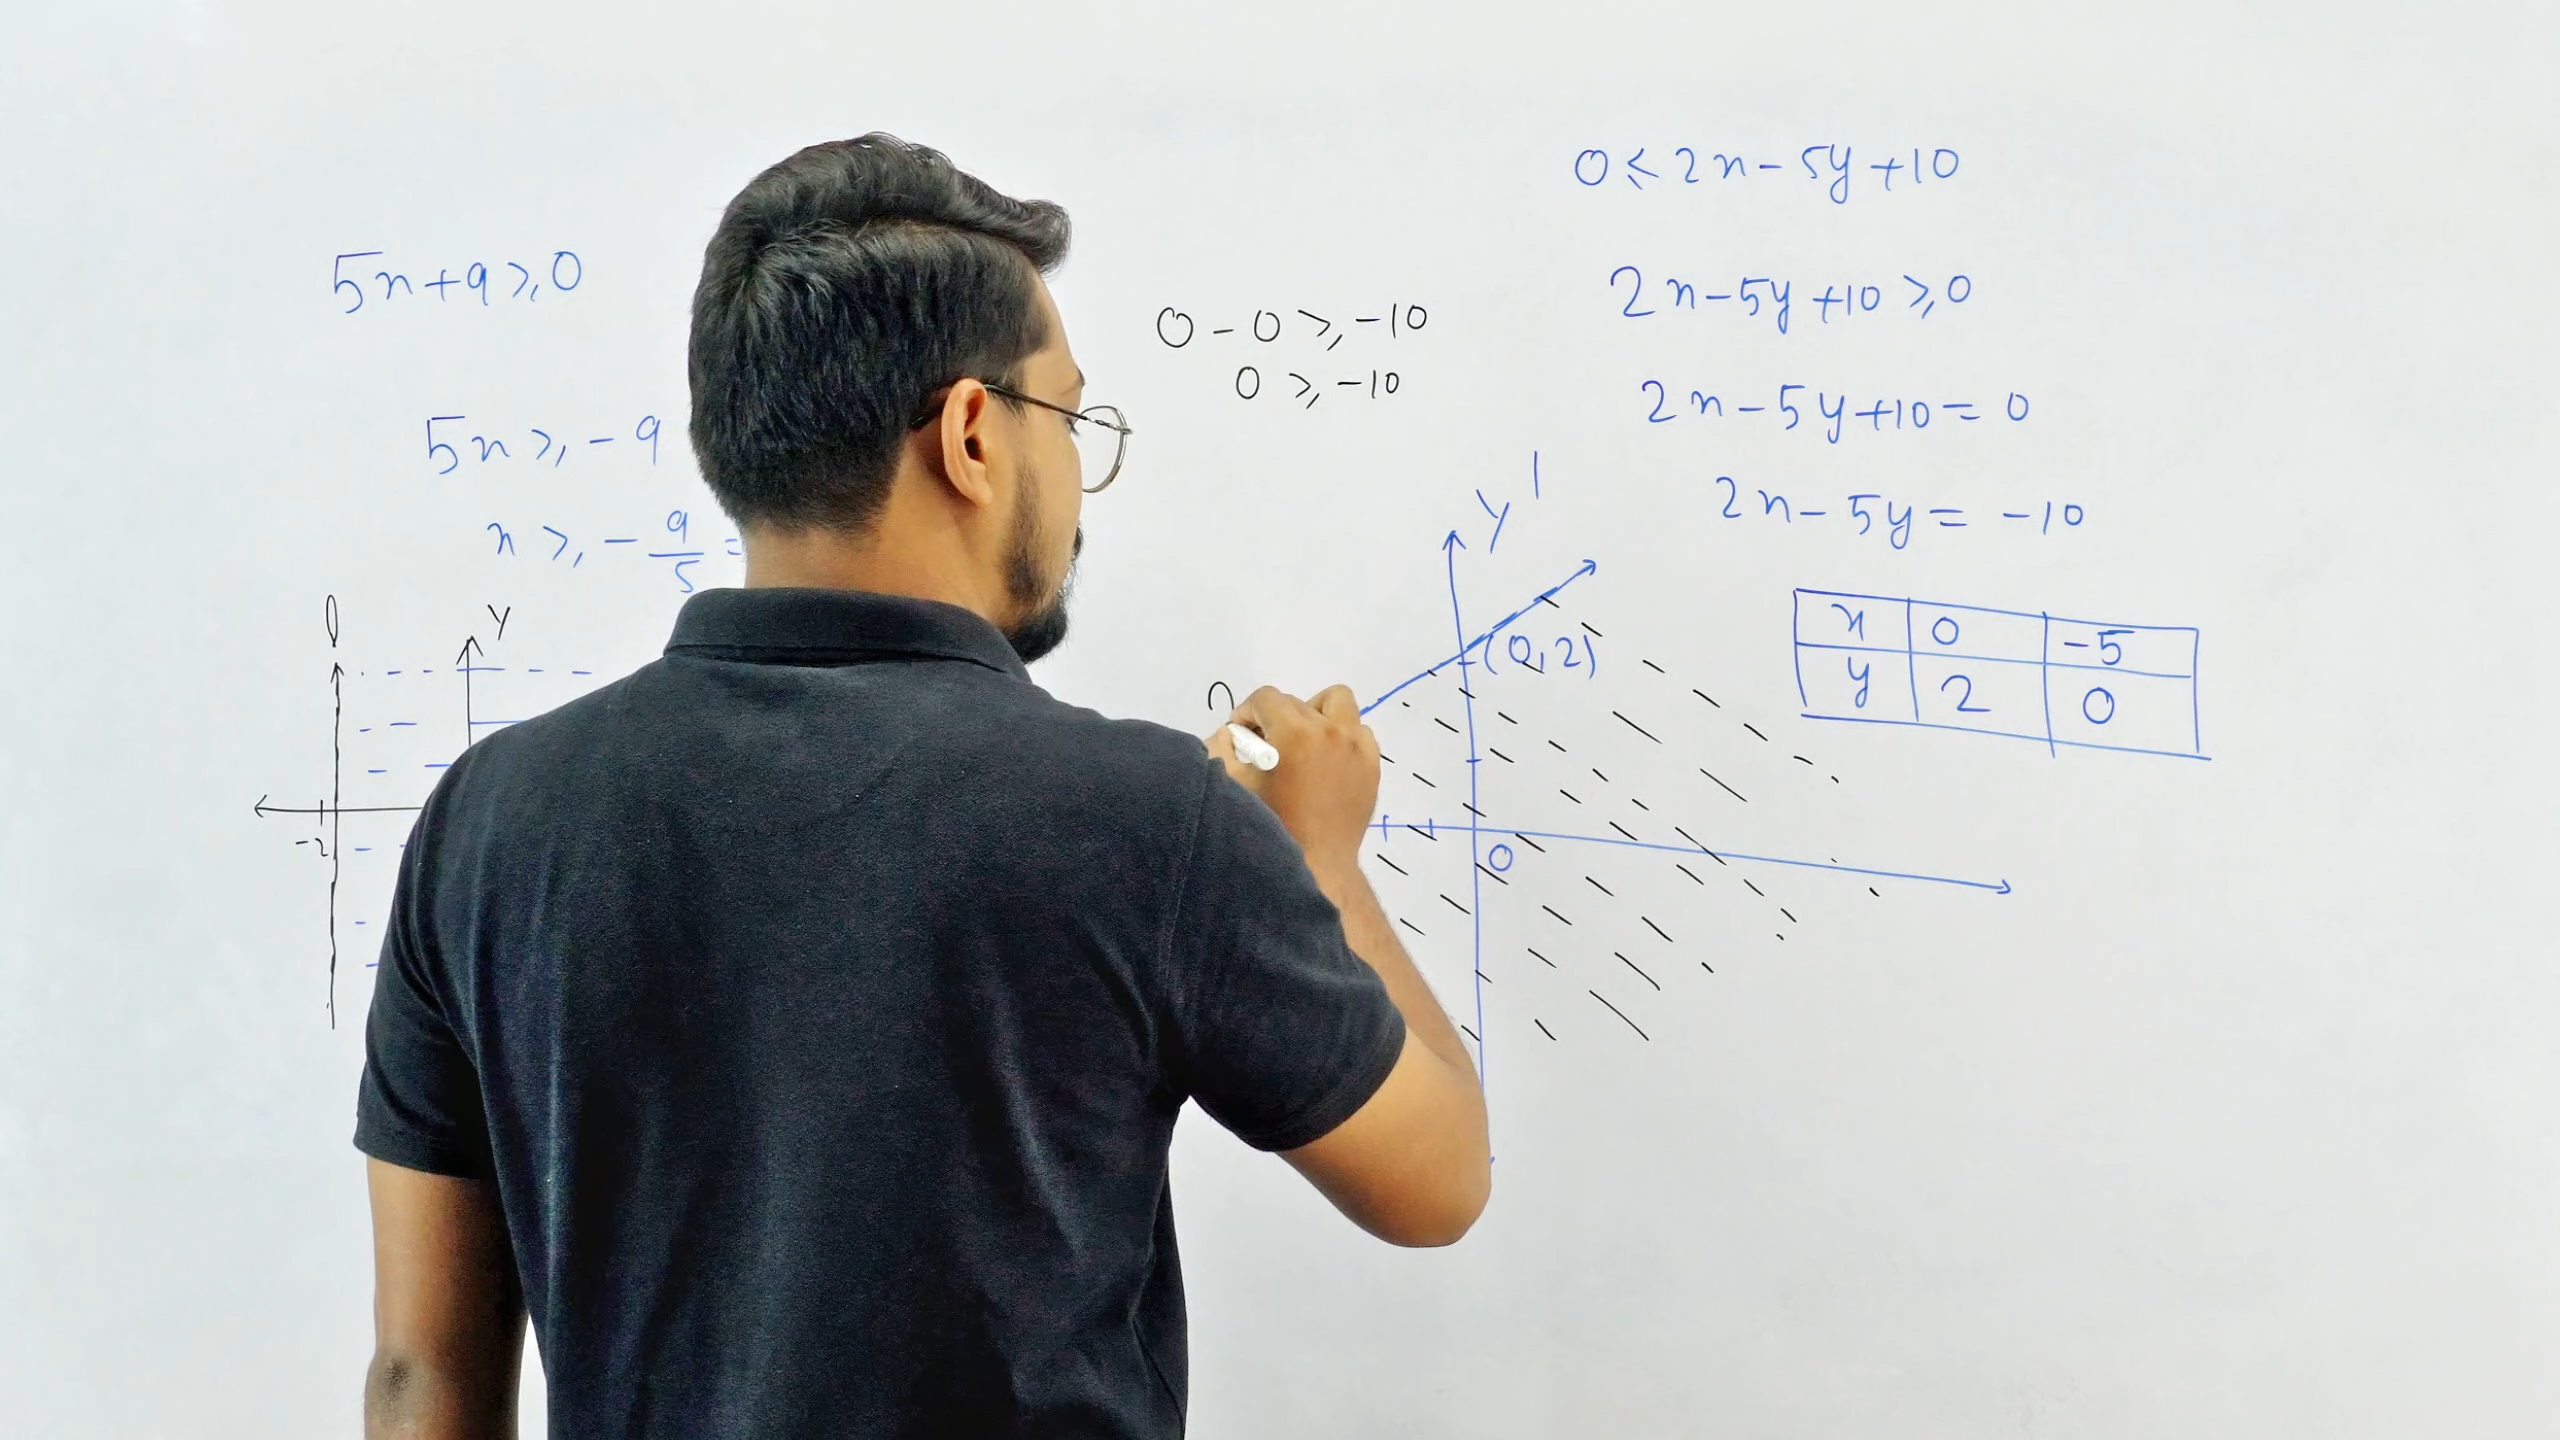 5x+9≥0
5x≥-9
x≥-9/5=
l
Y
-2
0-0≥-10
0≥-10
0≤2x-5y+10
2x-5y+10≥0
2x-5y+10=0
2x-5y=-10
x 0 -5
y 2 0
Y l
(0,2)
0